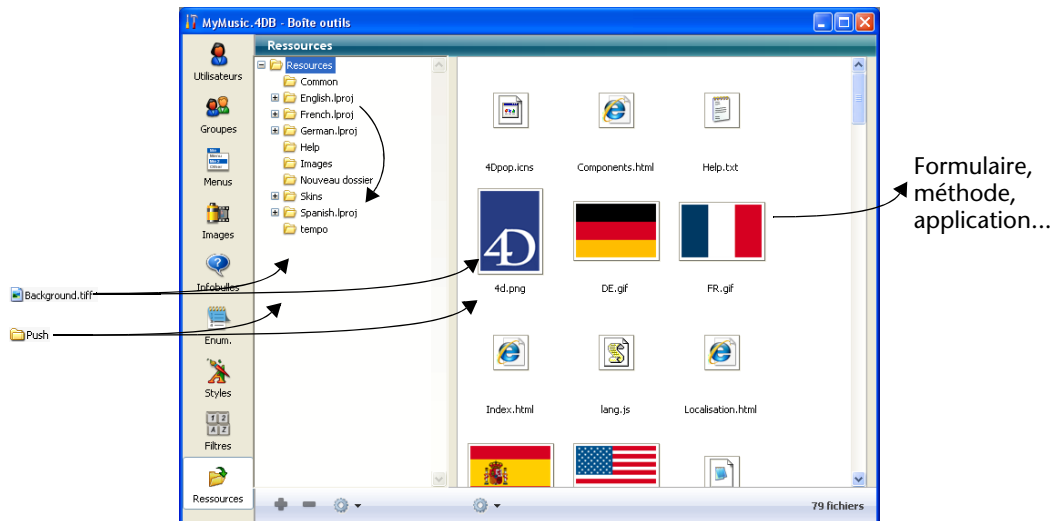 MyMusic.4DB - Boîte outils
Ressources
Utilisateurs
Groupes
Menus
Images
Infobulles
Enum.
Styles
Filtres
Ressources
Resources
Common
English.lproj
French.lproj
German.lproj
Help
Images
Nouveau dossier
Skins
Spanish.lproj
tempo
4Dpop.icns
Components.html
Help.txt
4D
4d.png
DE.gif
FR.gif
Index.html
lang.js
Localisation.html
79 fichiers
Background.tiff
Push
Formulaire,
méthode,
application...